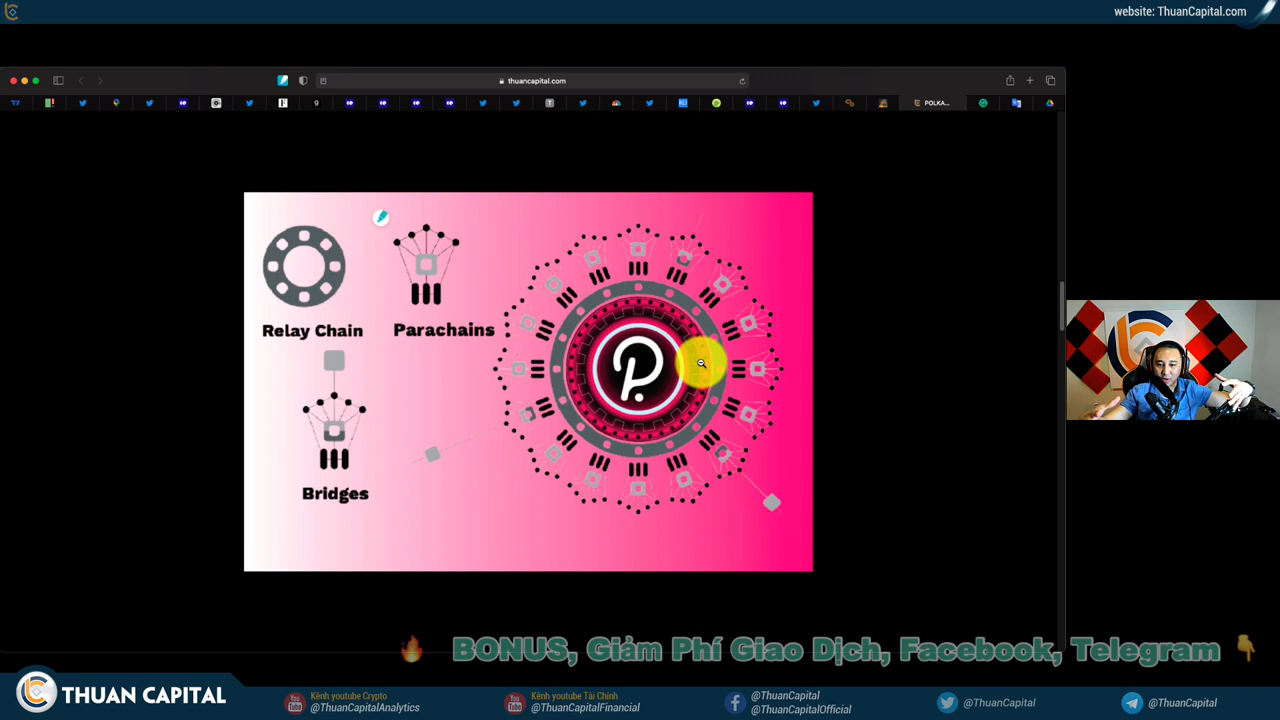 website: ThuanCapital.com
thuancapital.com
POLKA...
Relay Chain
Parachains
Bridges
BONUS, Giảm Phí Giao Dịch, Facebook, Telegram
THUAN CAPITAL
Kênh youtube Crypto
@ThuanCapitalAnalytics
Kênh youtube Tài Chính
@ThuanCapitalFinancial
@ThuanCapital
@ThuanCapitalOfficial
@ThuanCapital
@ThuanCapital